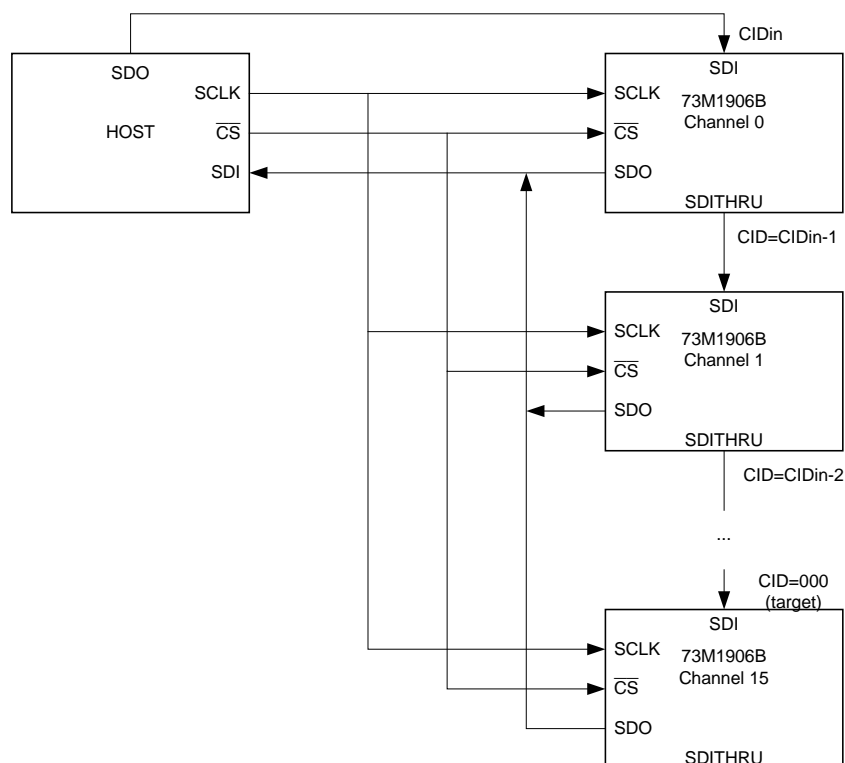 CIDin
SDO
SCLK
HOST
CS
SDI
SDI
SCLK
73M1906B
Channel 0
CS
SDO
SDITHRU
CID=CIDin-1
SDI
SCLK
73M1906B
Channel 1
CS
SDO
SDITHRU
CID=CIDin-2
...
CID=000
(target)
SDI
SCLK
73M1906B
Channel 15
CS
SDO
SDITHRU